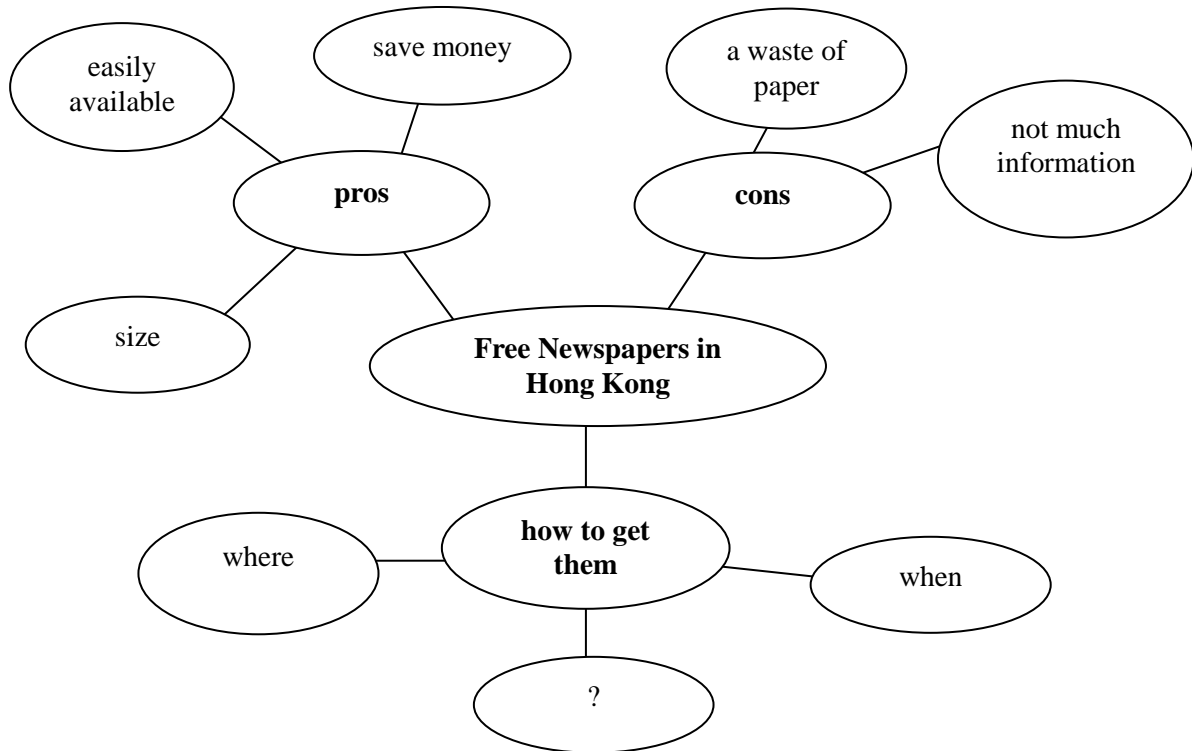 save money
easily
available
a waste of
paper
not much
information
pros
cons
size
Free Newspapers in
Hong Kong
how to get
them
where
when
?